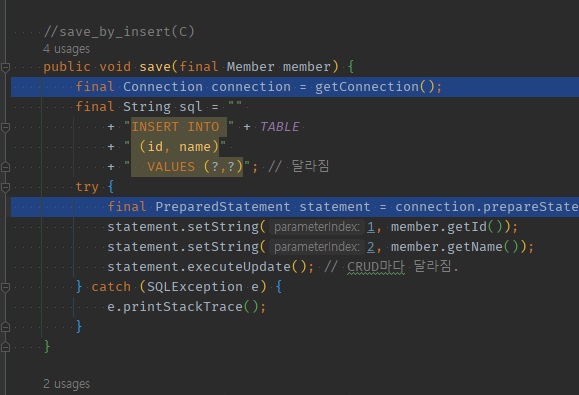 //save_by_insert(C)
4 usages
public void save(final Member member) {
final Connection connection = getConnection();
final String sql = ""
+ "INSERT INTO " + TABLE
+ " (id, name)"
+ "  VALUES (?,?)"; // 달라짐
try {
final PreparedStatement statement = connection.prepareState
statement.setString( parameterIndex: 1, member.getId());
statement.setString( parameterIndex: 2, member.getName());
statement.executeUpdate(); // CRUD마다 달라짐.
} catch (SQLException e) {
e.printStackTrace();
}
}
2 usages